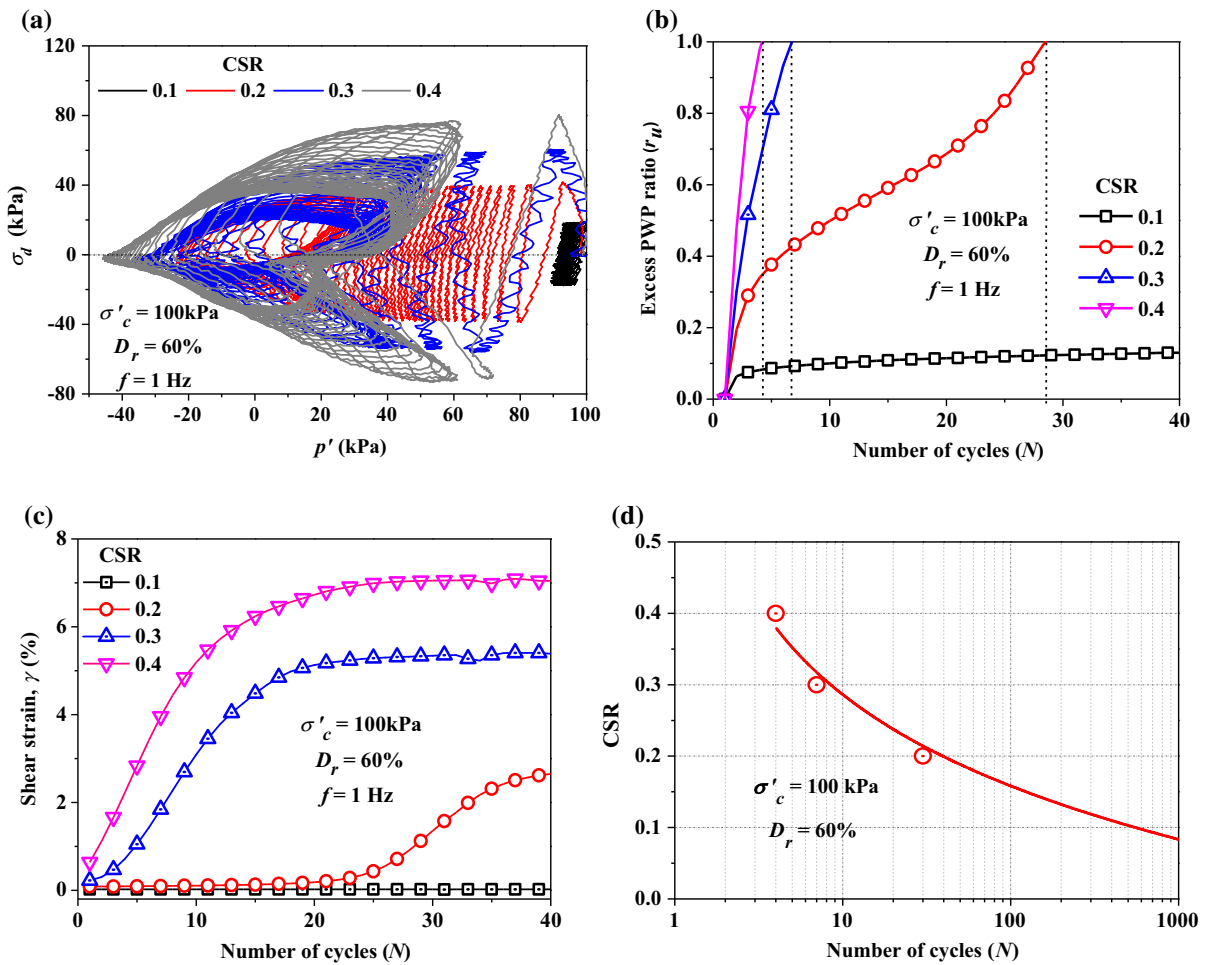 (a)
120
80
40
0
-40
-80
σd (kPa)
CSR
0.1 0.2 0.3 0.4
σ'c = 100kPa
Dr = 60%
f = 1 Hz
-40 -20 0 20 40 60 80 100
p' (kPa)
(b)
1.0
0.8
0.6
0.4
0.2
0.0
Excess PWP ratio (ru)
σ'c = 100kPa
Dr = 60%
f = 1 Hz
CSR
0.1
0.2
0.3
0.4
0 10 20 30 40
Number of cycles (N)
(c)
8
6
4
2
0
Shear strain, γ (%)
CSR
0.1
0.2
0.3
0.4
σ'c = 100kPa
Dr = 60%
f = 1 Hz
0 10 20 30 40
Number of cycles (N)
(d)
0.5
0.4
0.3
0.2
0.1
0.0
CSR
σ'c = 100 kPa
Dr = 60%
1 10 100 1000
Number of cycles (N)